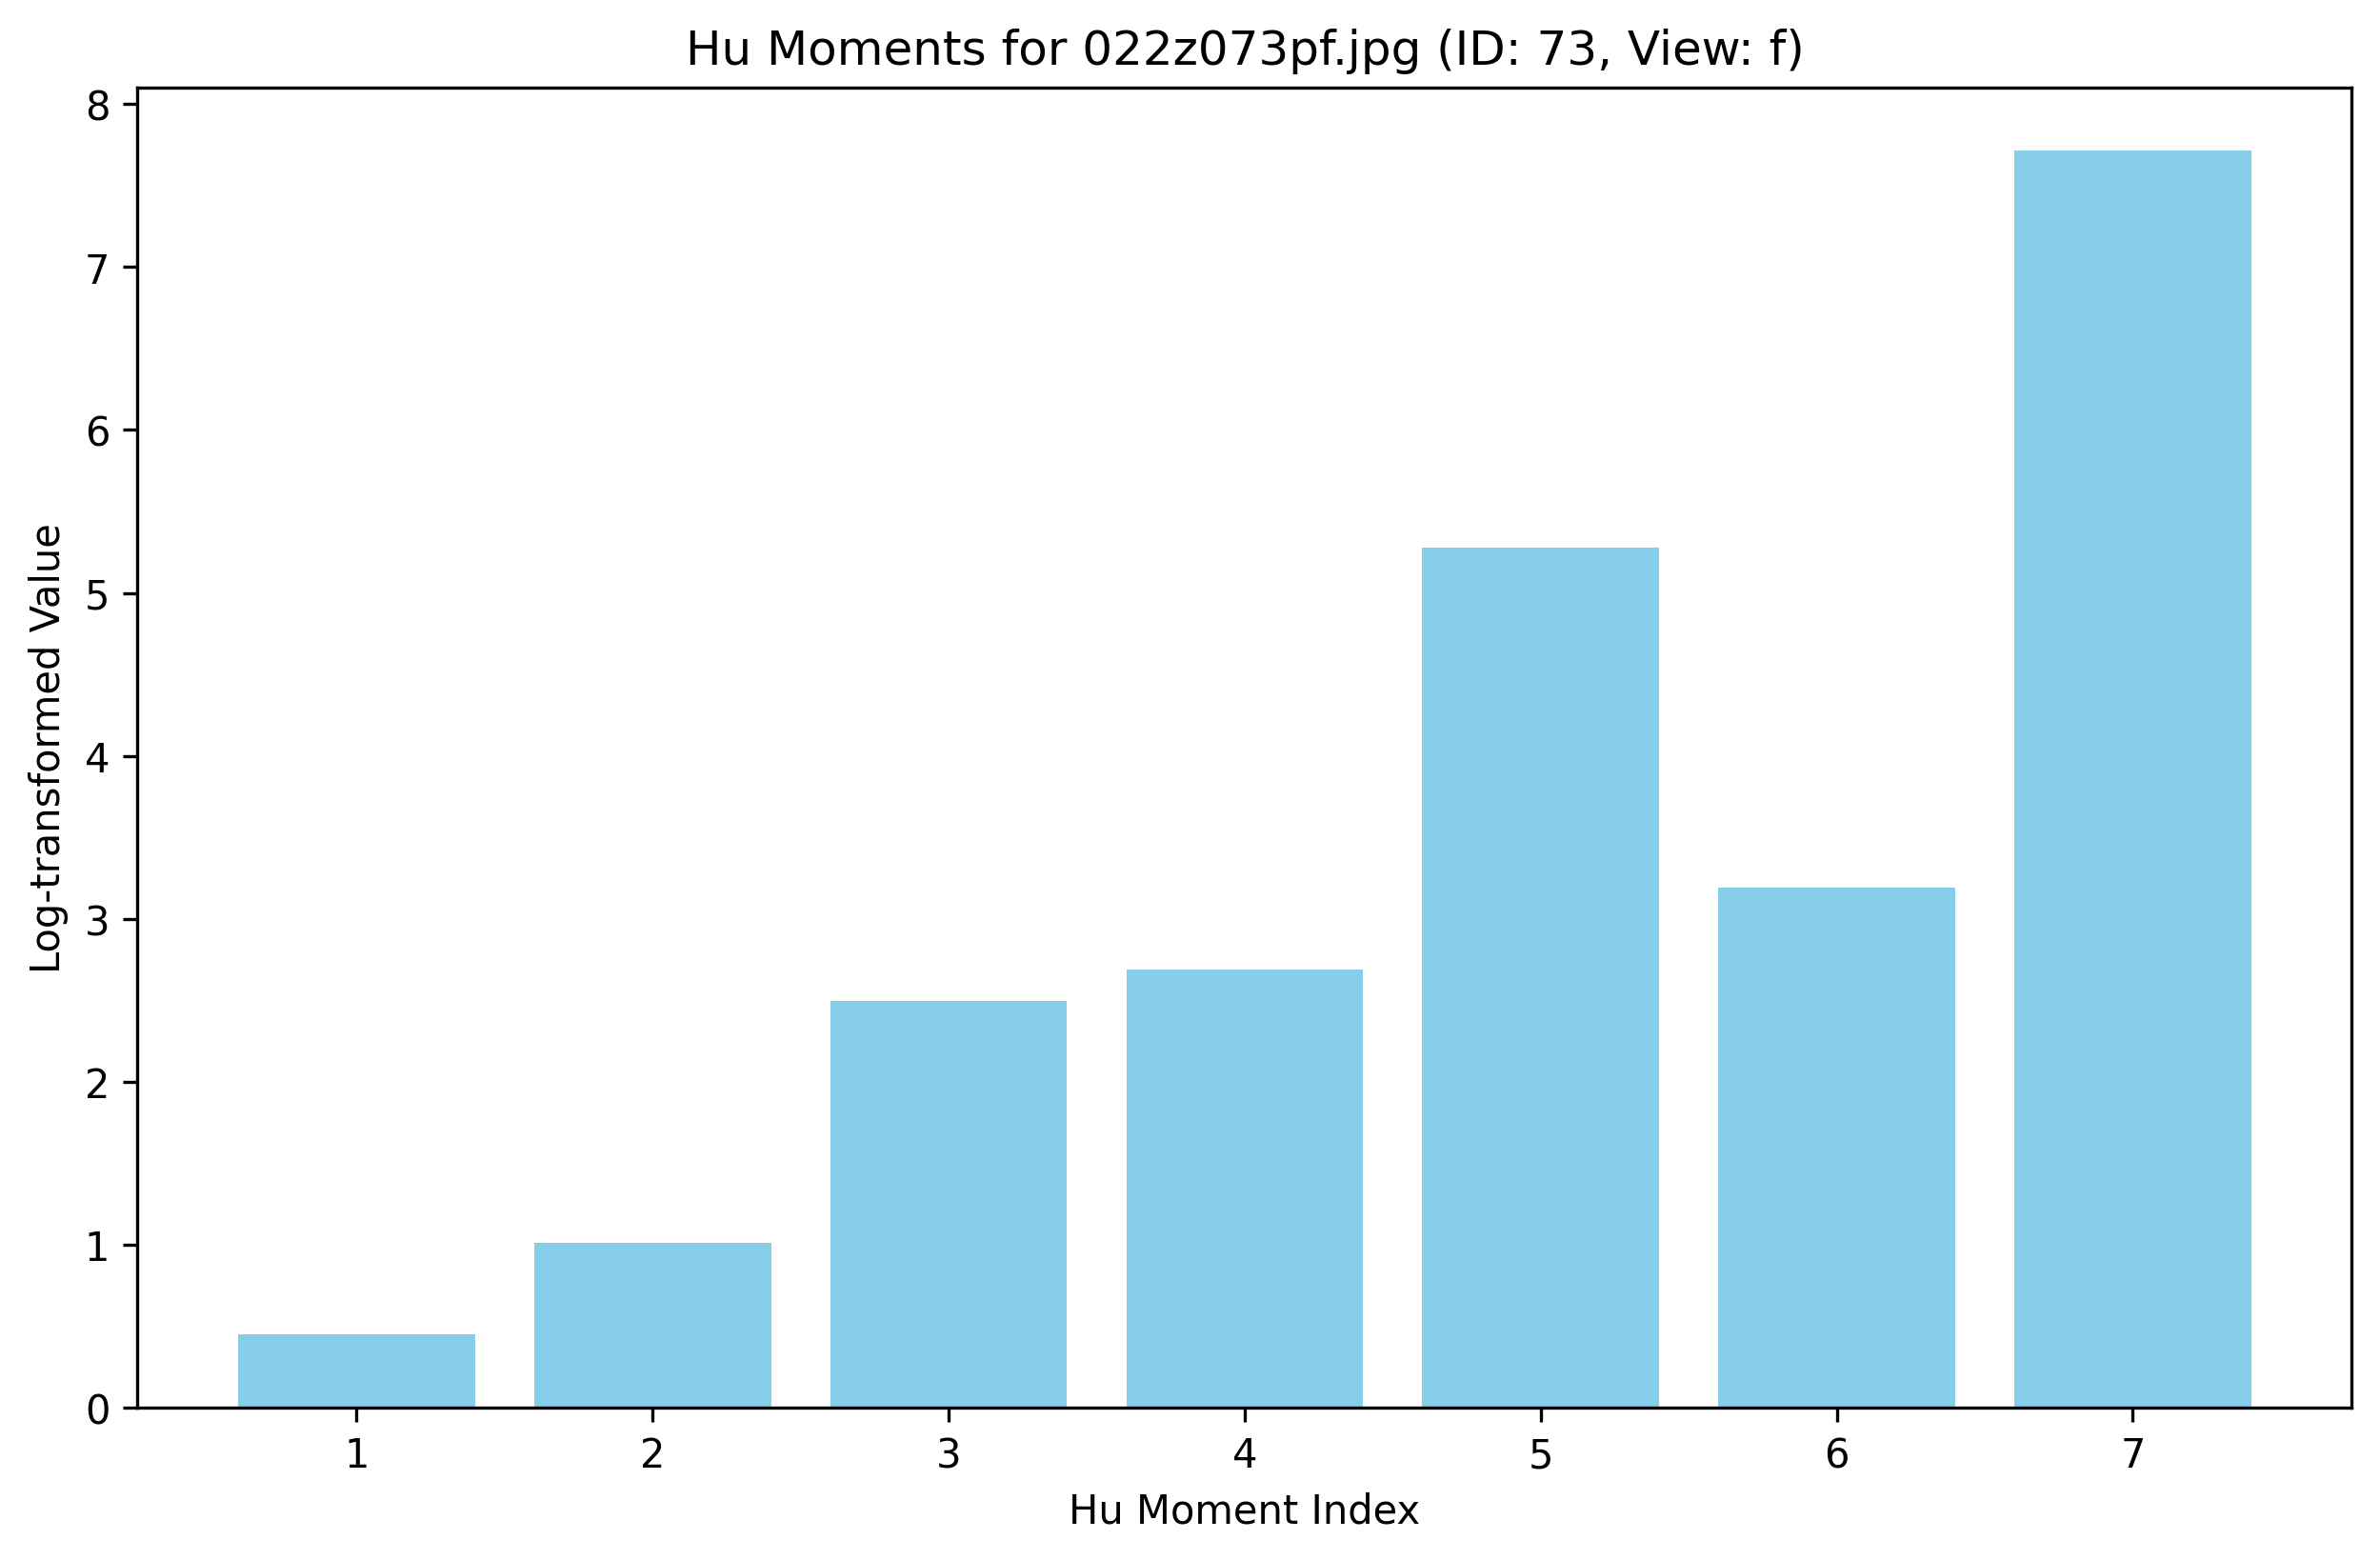 Hu Moments for 022z073pf.jpg (ID: 73, View: f)
8
7
6
5
4
3
2
1
0
Log-transformed Value
1 2 3 4 5 6 7
Hu Moment Index